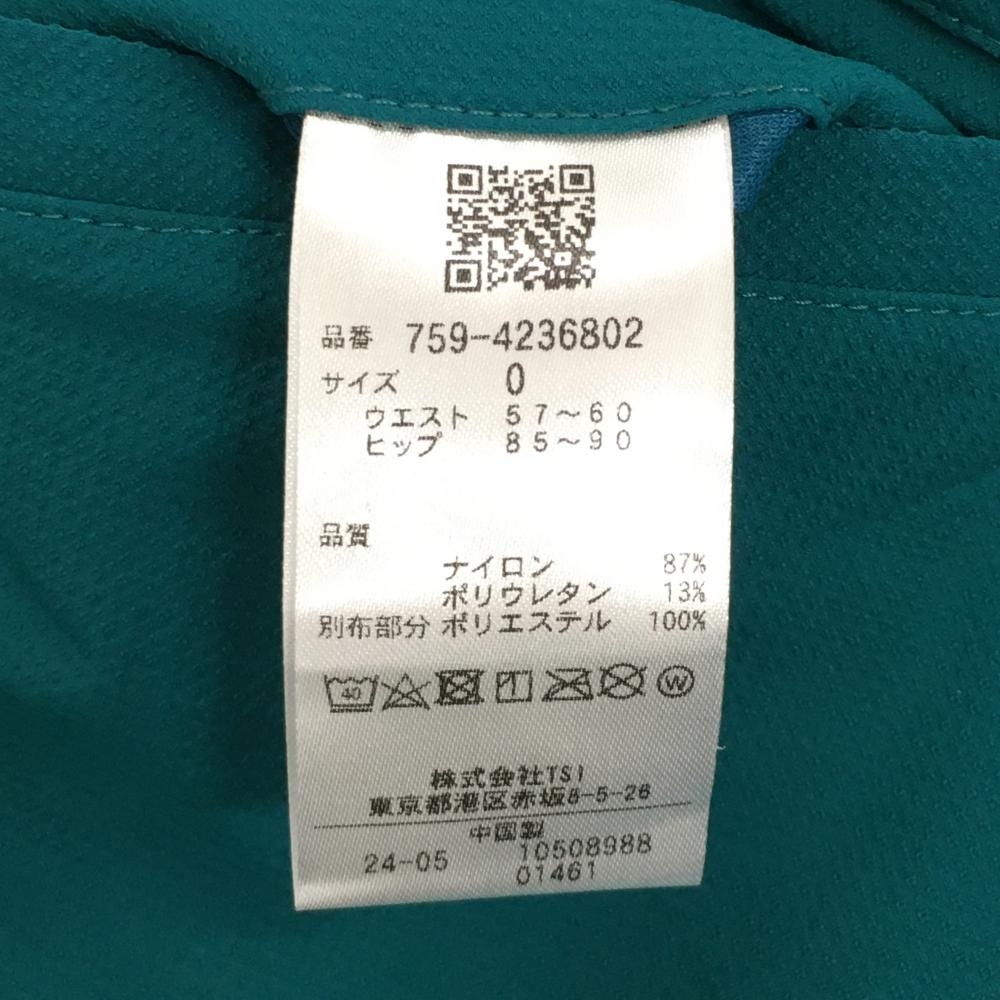 品番 759-4236802
サイズ 0
ウエスト 57～60
ヒップ 85～90
品質
ナイロン 87%
ポリウレタン 13%
別布部分 ポリエステル 100%
40
W
株式会社TSI
東京都港区赤坂8-5-26
中国製
24-05 10508988
01461